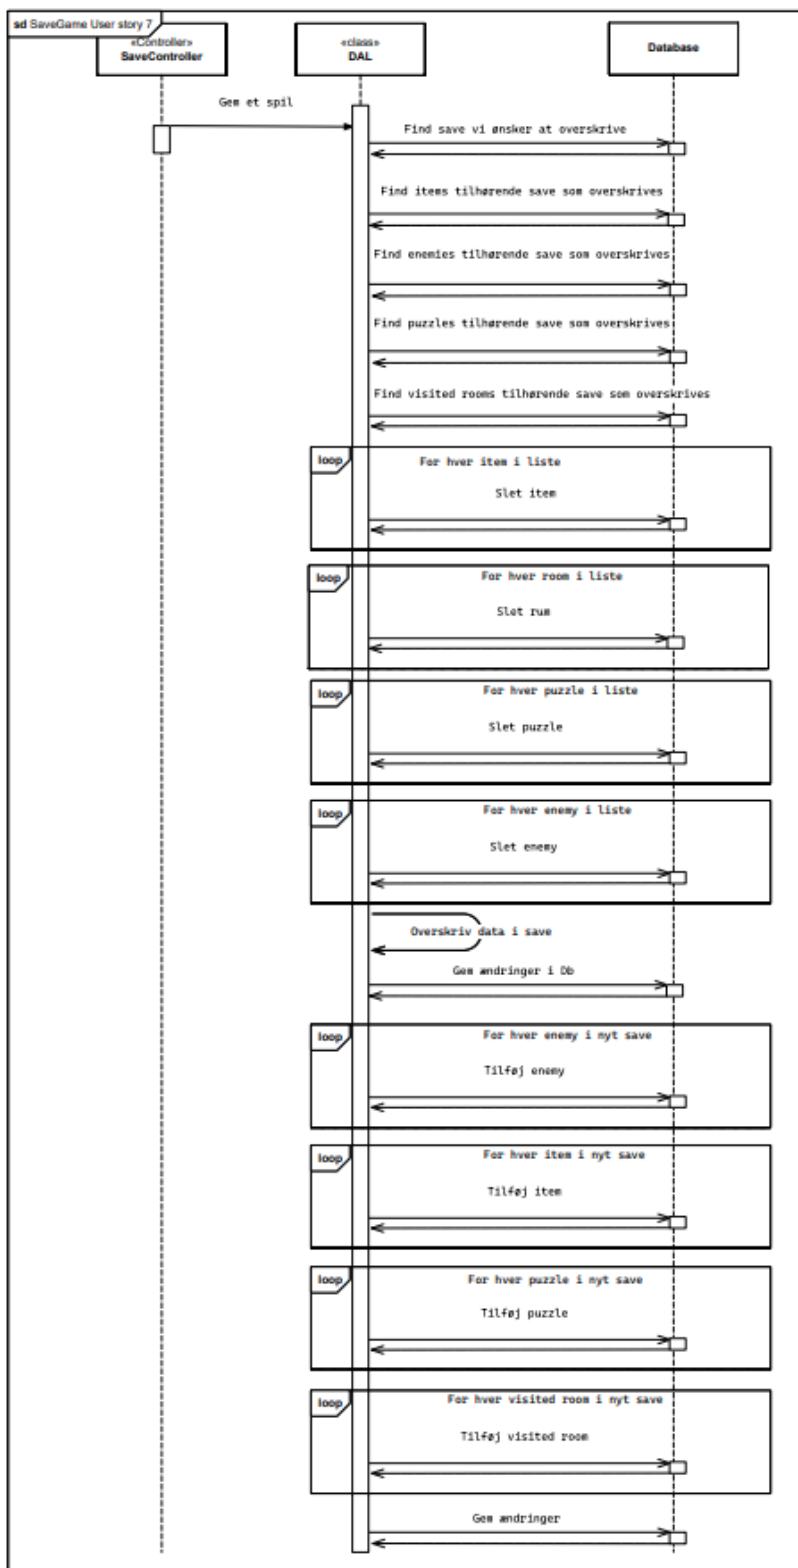 sd SaveGame User story 7
«Controller»
SaveController
«class»
DAL
Database
Gem et spil
Find save vi ønsker at overskrive
Find items tilhørende save som overskrives
Find enemies tilhørende save som overskrives
Find puzzles tilhørende save som overskrives
Find visited rooms tilhørende save som overskrives
loop
For hver item i liste
Slet item
loop
For hver room i liste
Slet rum
loop
For hver puzzle i liste
Slet puzzle
loop
For hver enemy i liste
Slet enemy
Overskriv data i save
Gem ændringer i Db
loop
For hver enemy i nyt save
Tilføj enemy
loop
For hver item i nyt save
Tilføj item
loop
For hver puzzle i nyt save
Tilføj puzzle
loop
For hver visited room i nyt save
Tilføj visited room
Gem ændringer